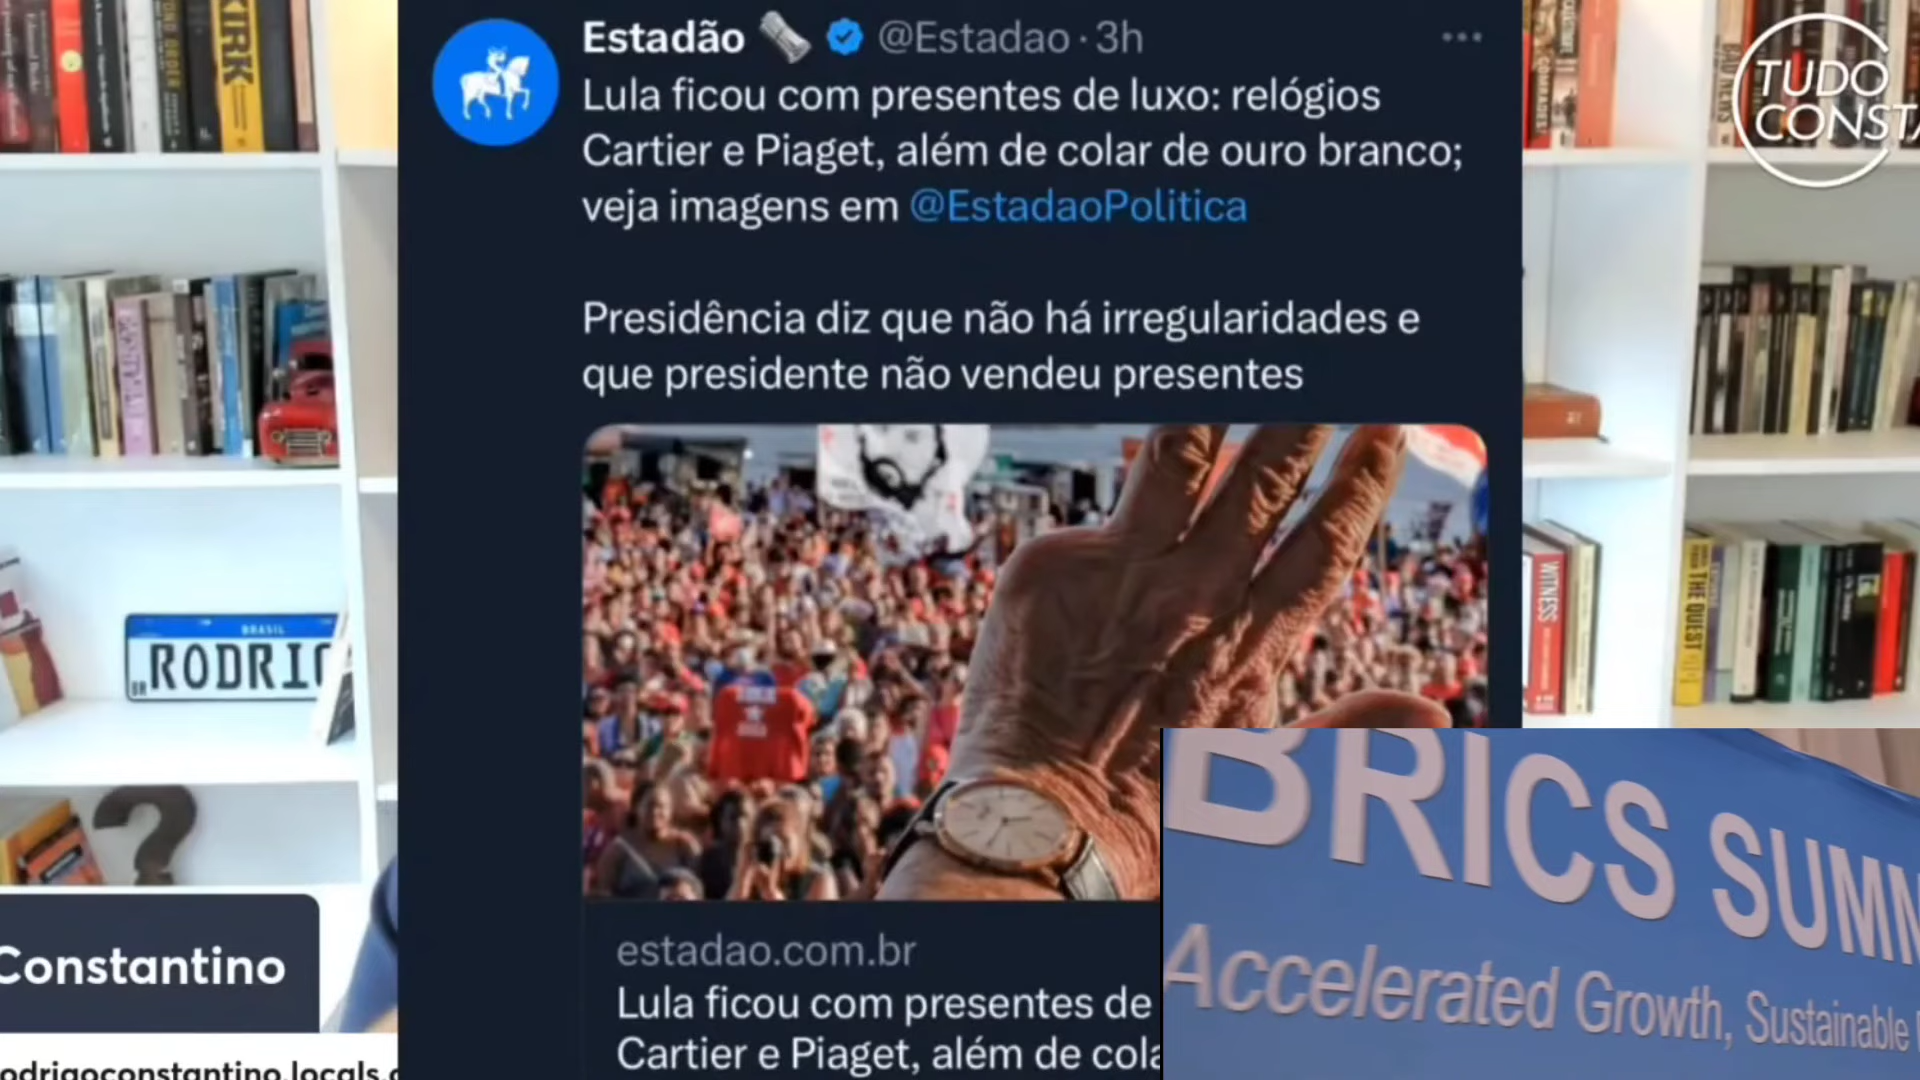 Estadão @Estadao · 3h
Lula ficou com presentes de luxo: relógios
Cartier e Piaget, além de colar de ouro branco;
veja imagens em @EstadaoPolitica
Presidência diz que não há irregularidades e
que presidente não vendeu presentes
estadao.com.br
Lula ficou com presentes de
Cartier e Piaget, além de cola
TUDO
CONSTA
KIRK
BRASIL
BR
RODRIG
WITNESS
THE QUEST
Constantino
odrigoconstantino.locals.c
BRICS SUMM
Accelerated Growth, Sustainable